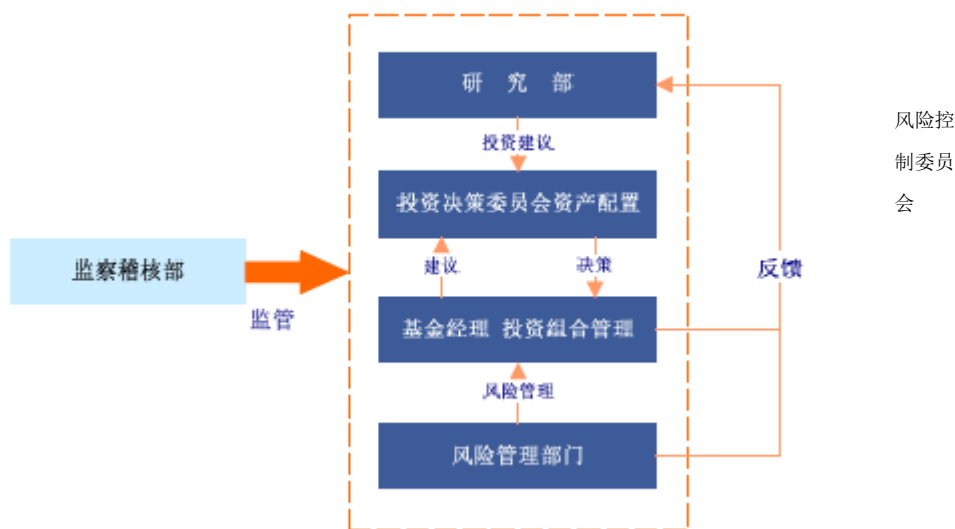 研 究 部
风险控
制委员
会
投资建议
投资决策委员会资产配置
监察稽核部
监管
建议
决策
反馈
基金经理 投资组合管理
风险管理
风险管理部门